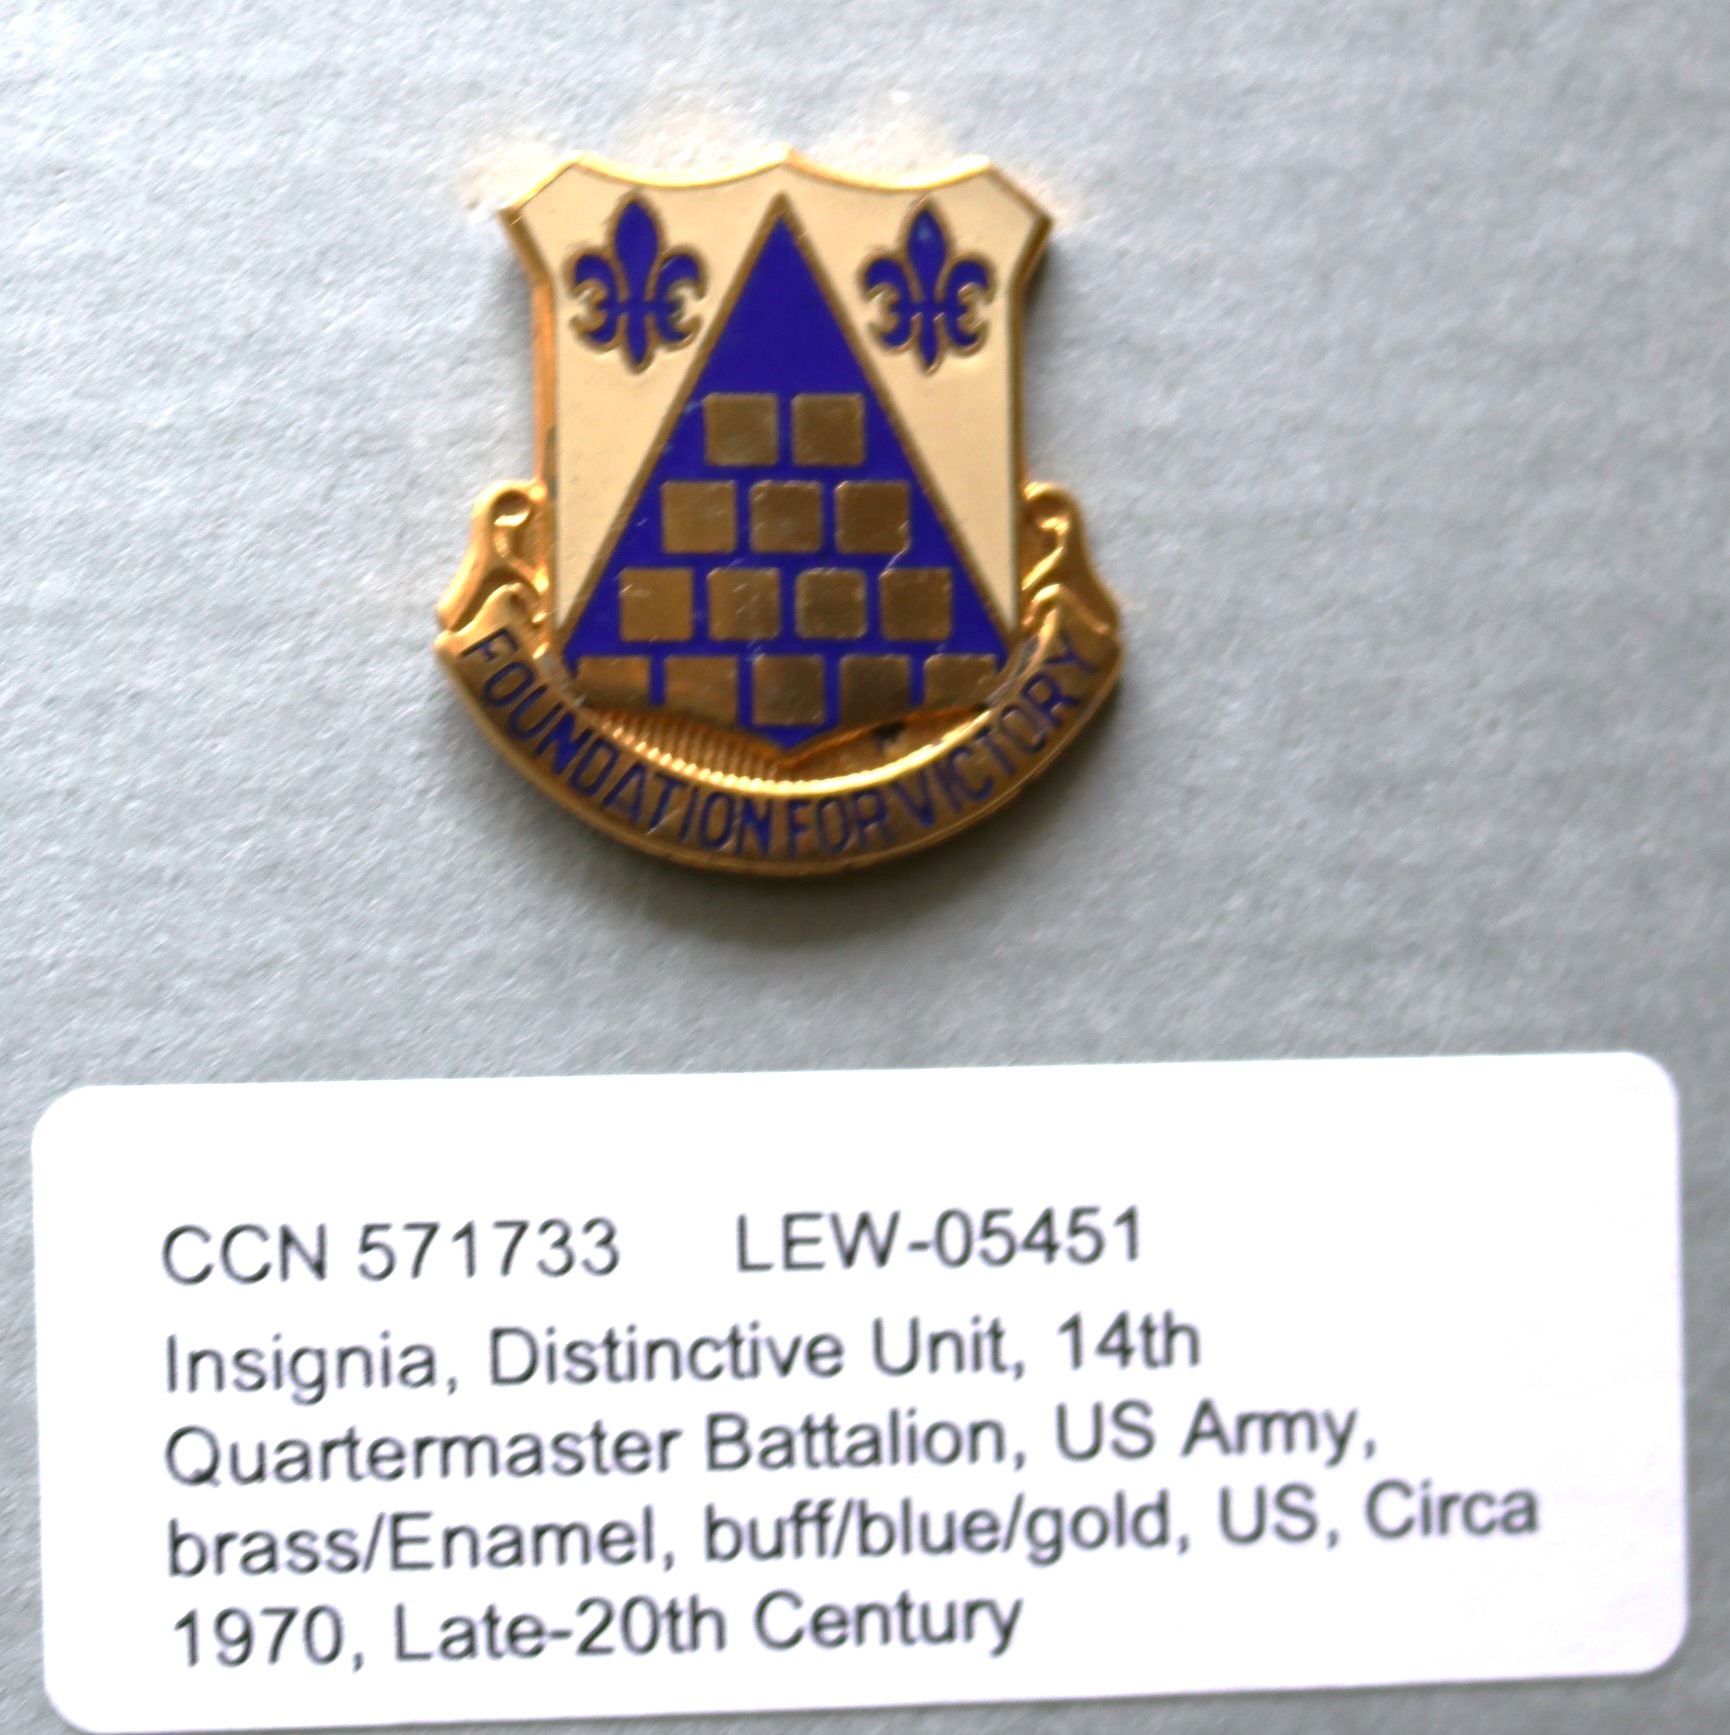 FOUNDATION FOR VICTORY
CCN 571733 LEW-05451
Insignia, Distinctive Unit, 14th
Quartermaster Battalion, US Army,
brass/Enamel, buff/blue/gold, US, Circa
1970, Late-20th Century